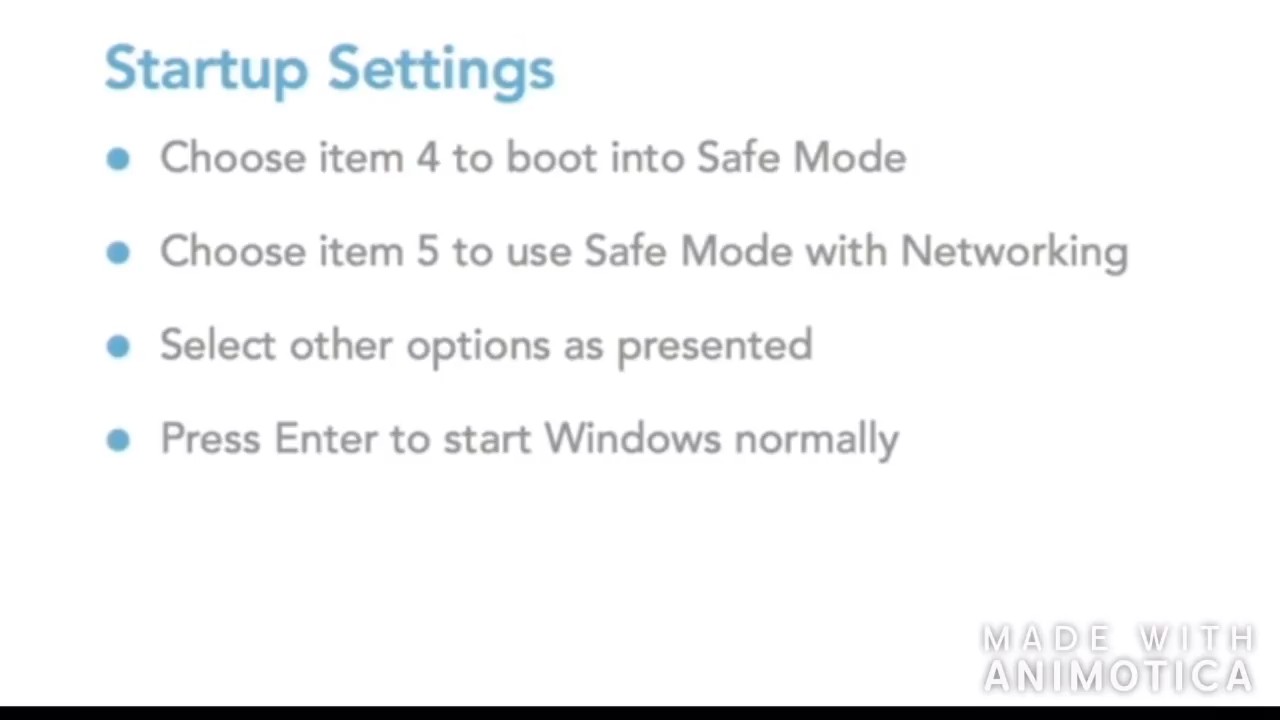 Startup Settings
Choose item 4 to boot into Safe Mode
Choose item 5 to use Safe Mode with Networking
Select other options as presented
Press Enter to start Windows normally
MADE WITH
ANIMOTICA